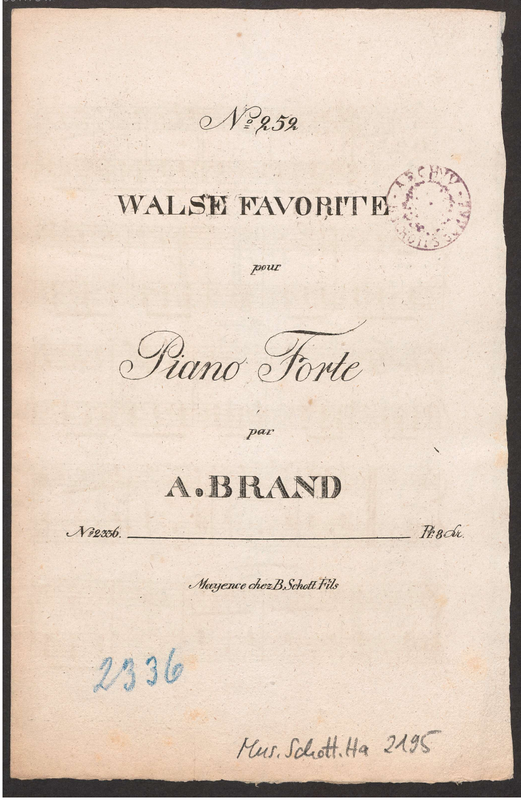 Nº 252
WALSE FAVORITE
pour
Piano Forte
par
A. BRAND
Nº 2336. Pr. 8 Sr.
Mayence chez B. Schott Fils
2336
Mus. Schott. Ha 2195